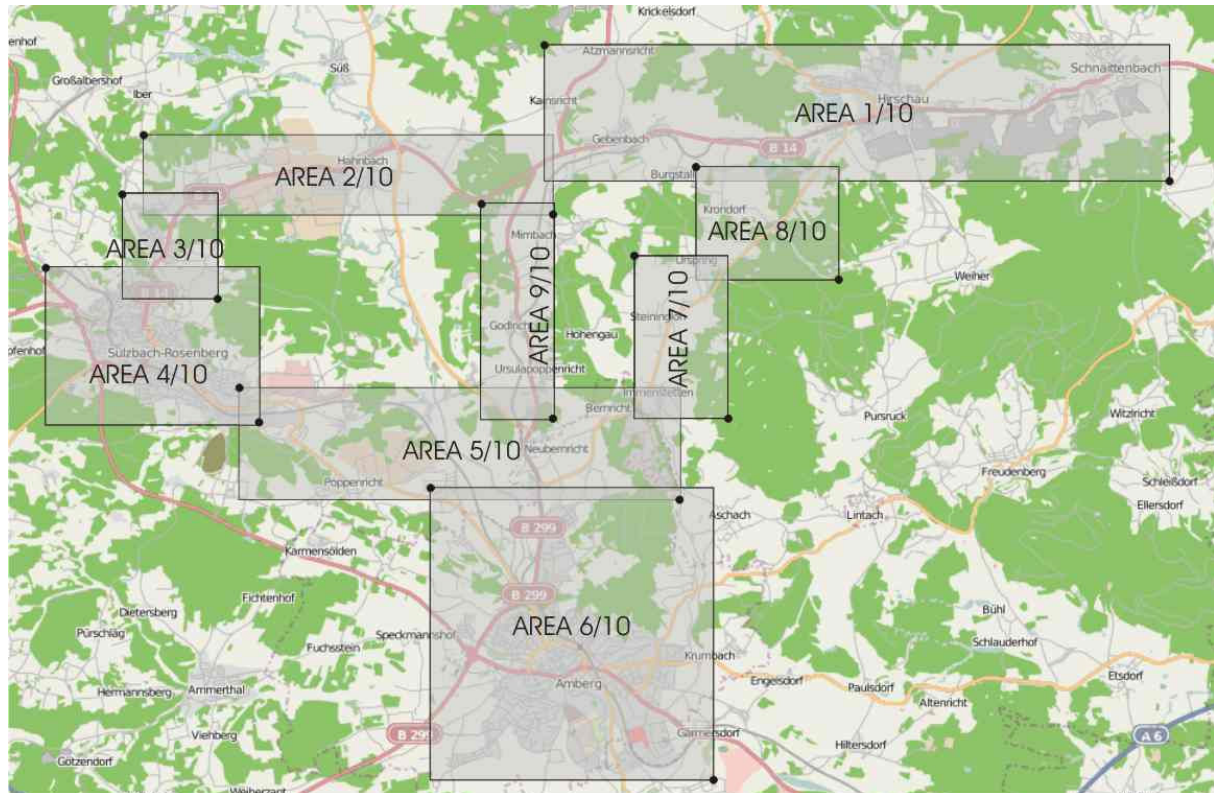 Krickelsdorf
Atzmannsricht
Süß
Großalbershof
Iber
Schnaittenbach
Kainsricht
Hirschau
AREA 1/10
Gebenbach
B 14
Hahnbach
AREA 2/10
Burgstall
Krondorf
AREA 8/10
Mimbach
AREA 3/10
Urspring
Weiher
B 14
AREA 9/10
AREA 7/10
Steiningloh
Godlricht
Hohengau
Sulzbach-Rosenberg
AREA 4/10
Ursulapoppenricht
Immenstetten
Bernricht
Pursruck
Witzlricht
AREA 5/10
Neubernricht
Poppenricht
Freudenberg
Schleißdorf
Ellersdorf
Aschach
Lintach
B 299
Karmensölden
B 299
Fichtenhof
Dietersberg
Bühl
Pürschläg
Speckmannshof
AREA 6/10
Fuchsstein
Schlauderhof
Krumbach
Hermannsberg
Ammerthal
Amberg
Engelsdorf
Paulsdorf
Etsdorf
Altenricht
Viehberg
B 299
Gärmersdorf
A 6
Hiltersdorf
Götzendorf